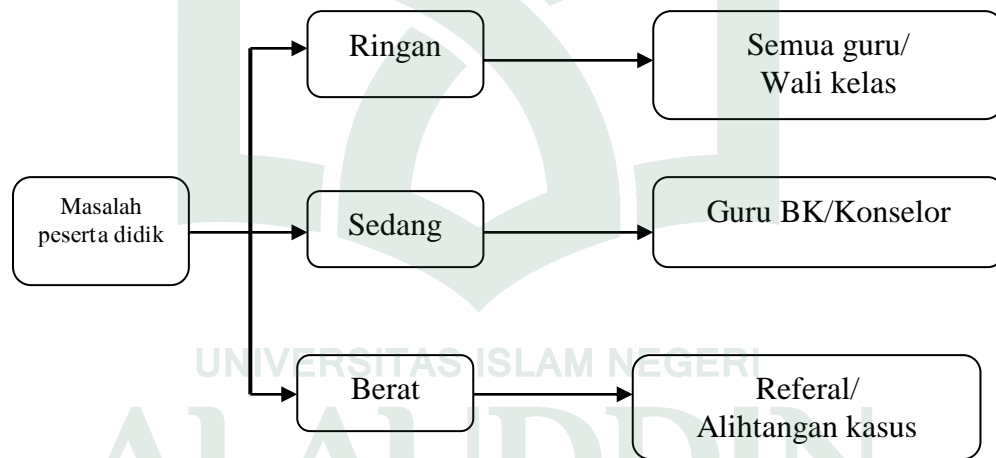 Ringan
Semua guru/
Wali kelas
Masalah
peserta didik
Sedang
Guru BK/Konselor
UNIVERSITAS ISLAM NEGERI
Berat
Referal/
Alihtangan kasus
ALAUDDIN